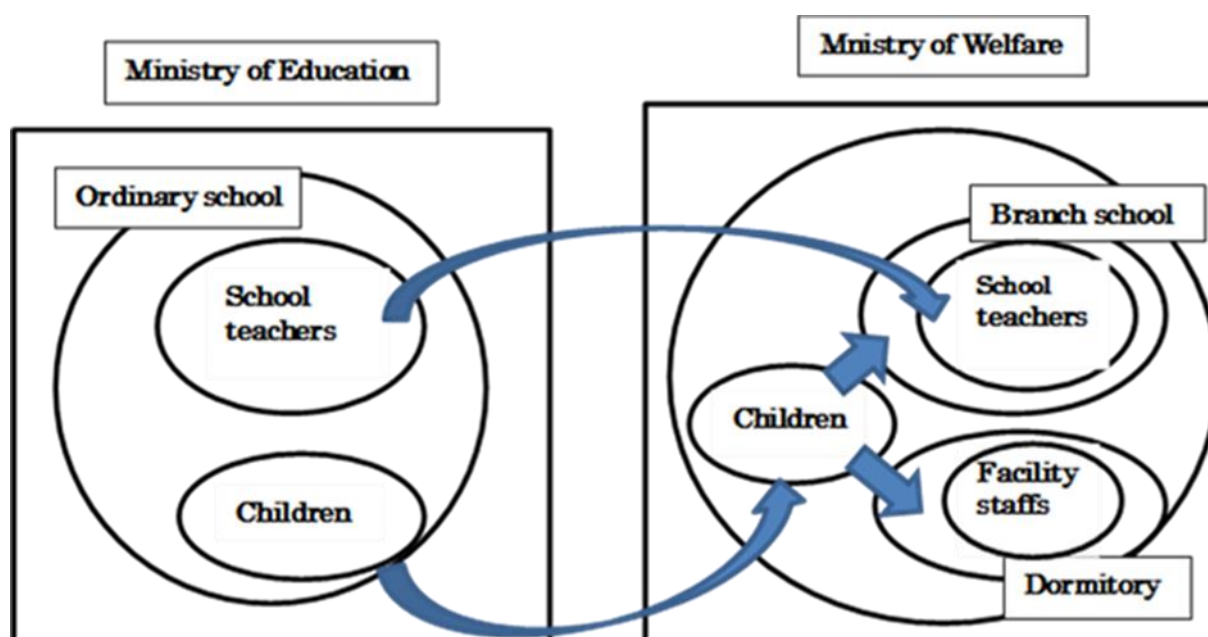 Ministry of Education
Mnistry of Welfare
Ordinary school
School
teachers
Children
Branch school
School
teachers
Children
Facility
staffs
Dormitory